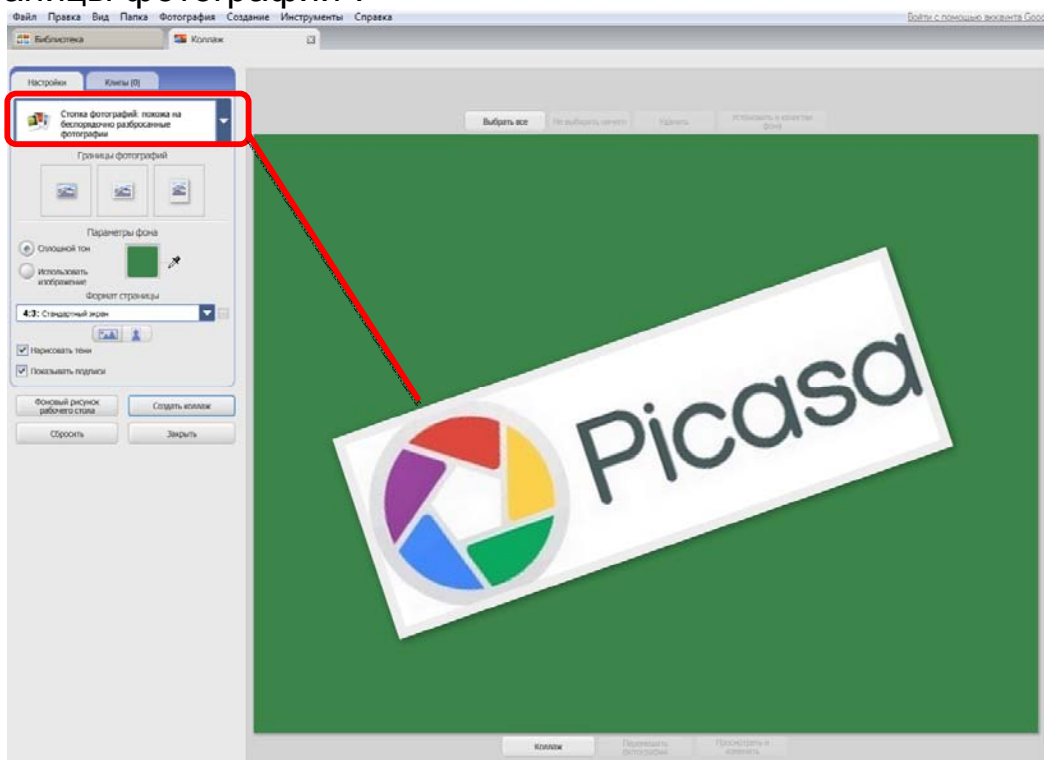 аницы фотографий".
Файл Правка Вид Папка Фотография Создание Инструменты Справка
Войти с помощью аккаунта Goog
Библиотека
Коллаж
Настройки
Клипы (0)
Стопка фотографий: похожа на
беспорядочно разбросанные
фотографии
Выбрать все
Не выбирать ничего
Удалить
Установить в качестве
фона
Границы фотографий
Параметры фона
Сплошной тон
Использовать
изображение
Формат страницы
4:3: Стандартный экран
Нарисовать тени
Показывать подписи
Фоновый рисунок
рабочего стола
Создать коллаж
Сбросить
Закрыть
Picasa
Коллаж
Перемешать
фотографии
Просмотреть и
изменить